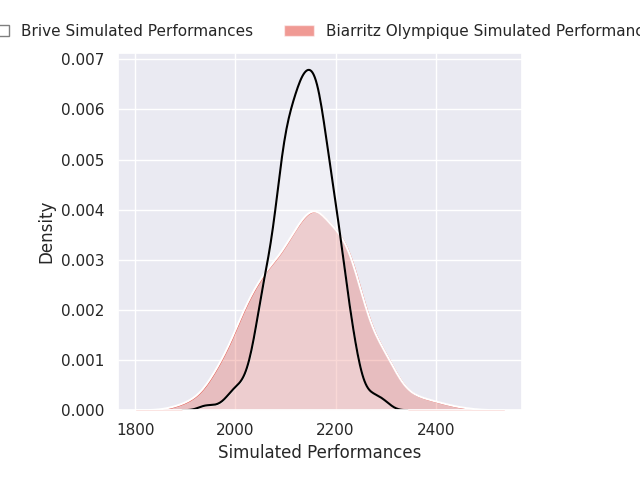 Brive Simulated Performances
Biarritz Olympique Simulated
0.007
0.006
0.005
0.004
0.003
0.002
0.001
0.000
Density
1800 2000 2200 2400
Simulated Performances